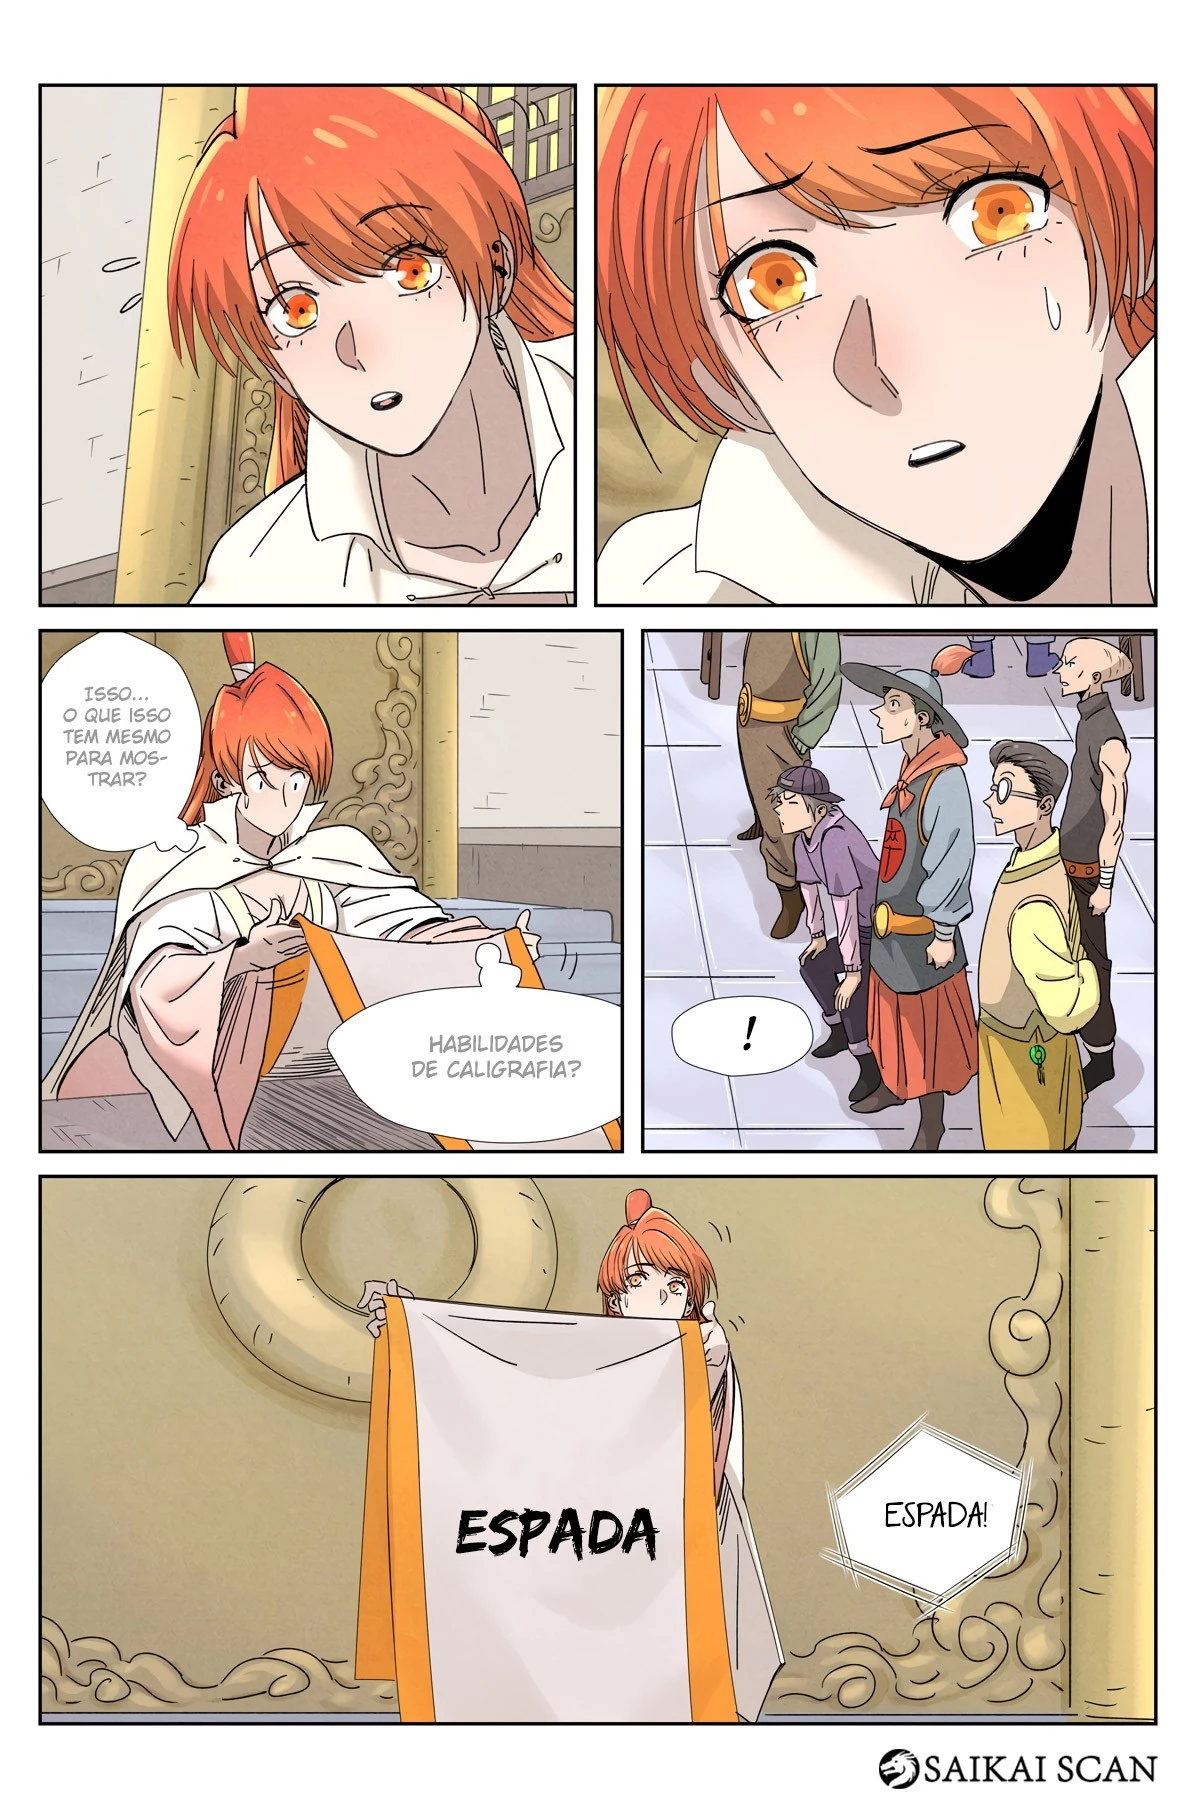 ISSO...
O QUE ISSO
TEM MESMO
PARA MOS-
TRAR?
HABILIDADES
DE CALIGRAFIA?
!
ESPADA
ESPADA!
SAIKAI SCAN